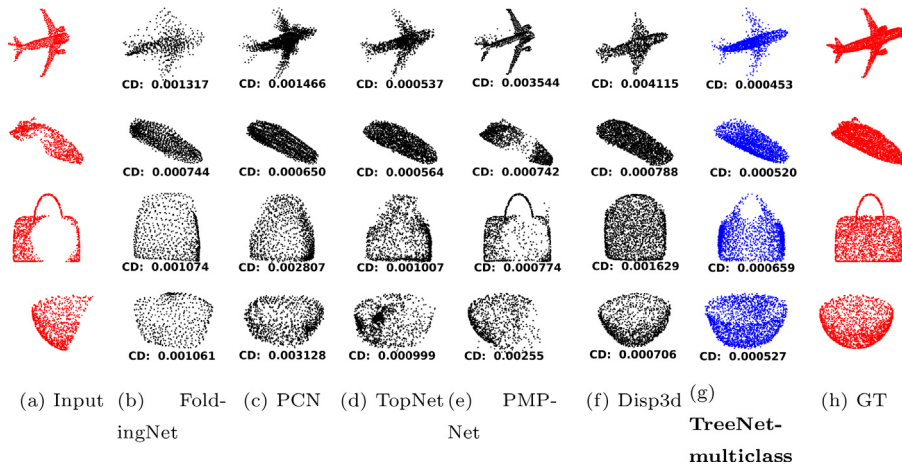 CD: 0.001317 CD: 0.001466 CD: 0.000537 CD: 0.003544 CD: 0.004115 CD: 0.000453
CD: 0.000744 CD: 0.000650 CD: 0.000564 CD: 0.000742 CD: 0.000788 CD: 0.000520
CD: 0.001074 CD: 0.002807 CD: 0.001007 CD: 0.000774 CD: 0.001629 CD: 0.000659
CD: 0.001061 CD: 0.003128 CD: 0.000999 CD: 0.00255 CD: 0.000706 CD: 0.000527
(a) Input
(b) Fold-
ingNet
(c) PCN
(d) TopNet
(e) PMP-
Net
(f) Disp3d
(g)
TreeNet-
multiclass
(h) GT